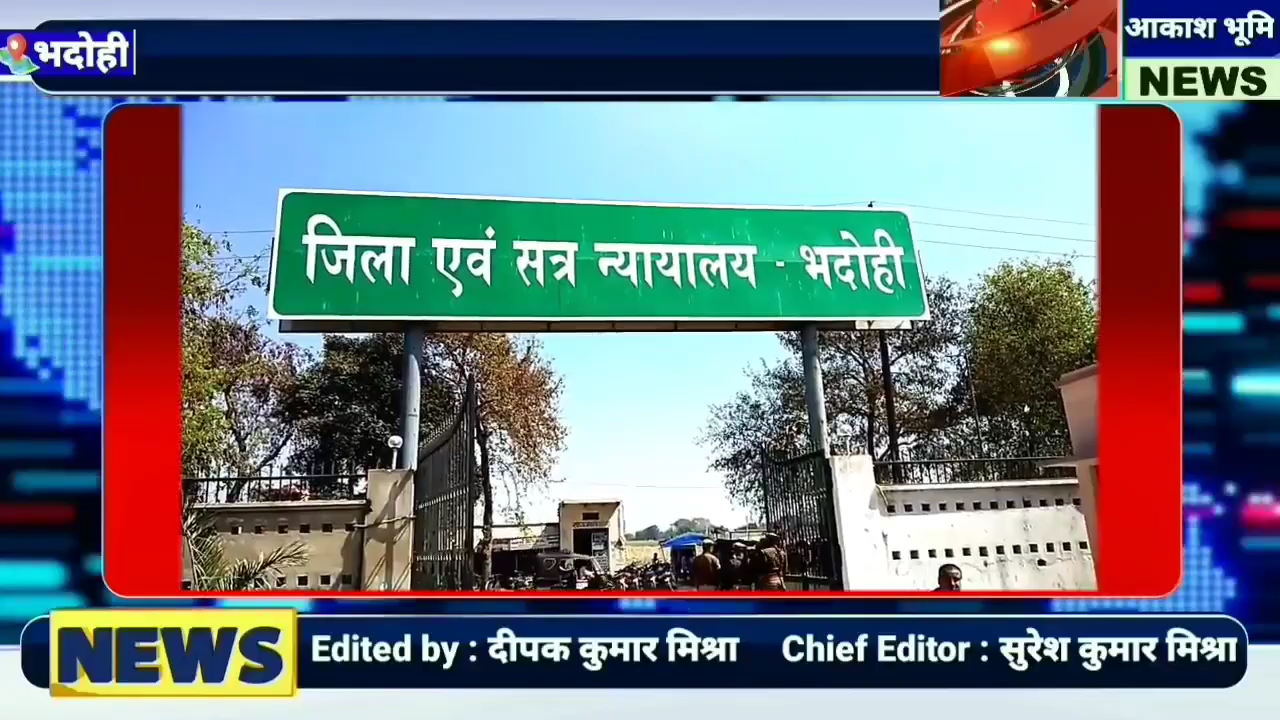 भदोही
आकाश भूमि
NEWS
जिला एवं सत्र न्यायालय - भदोही
NEWS
Edited by : दीपक कुमार मिश्रा Chief Editor : सुरेश कुमार मिश्रा